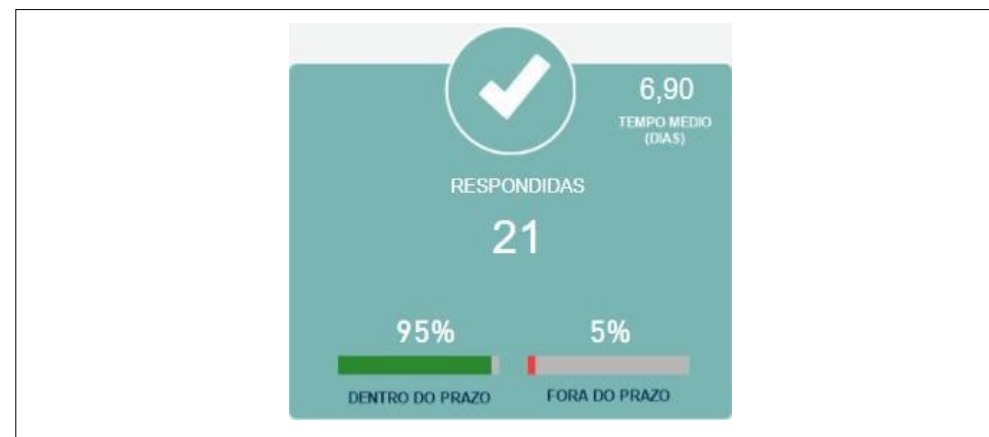 6,90
TEMPO MEDIO
(DIAS)
RESPONDIDAS
21
95%
5%
DENTRO DO PRAZO
FORA DO PRAZO